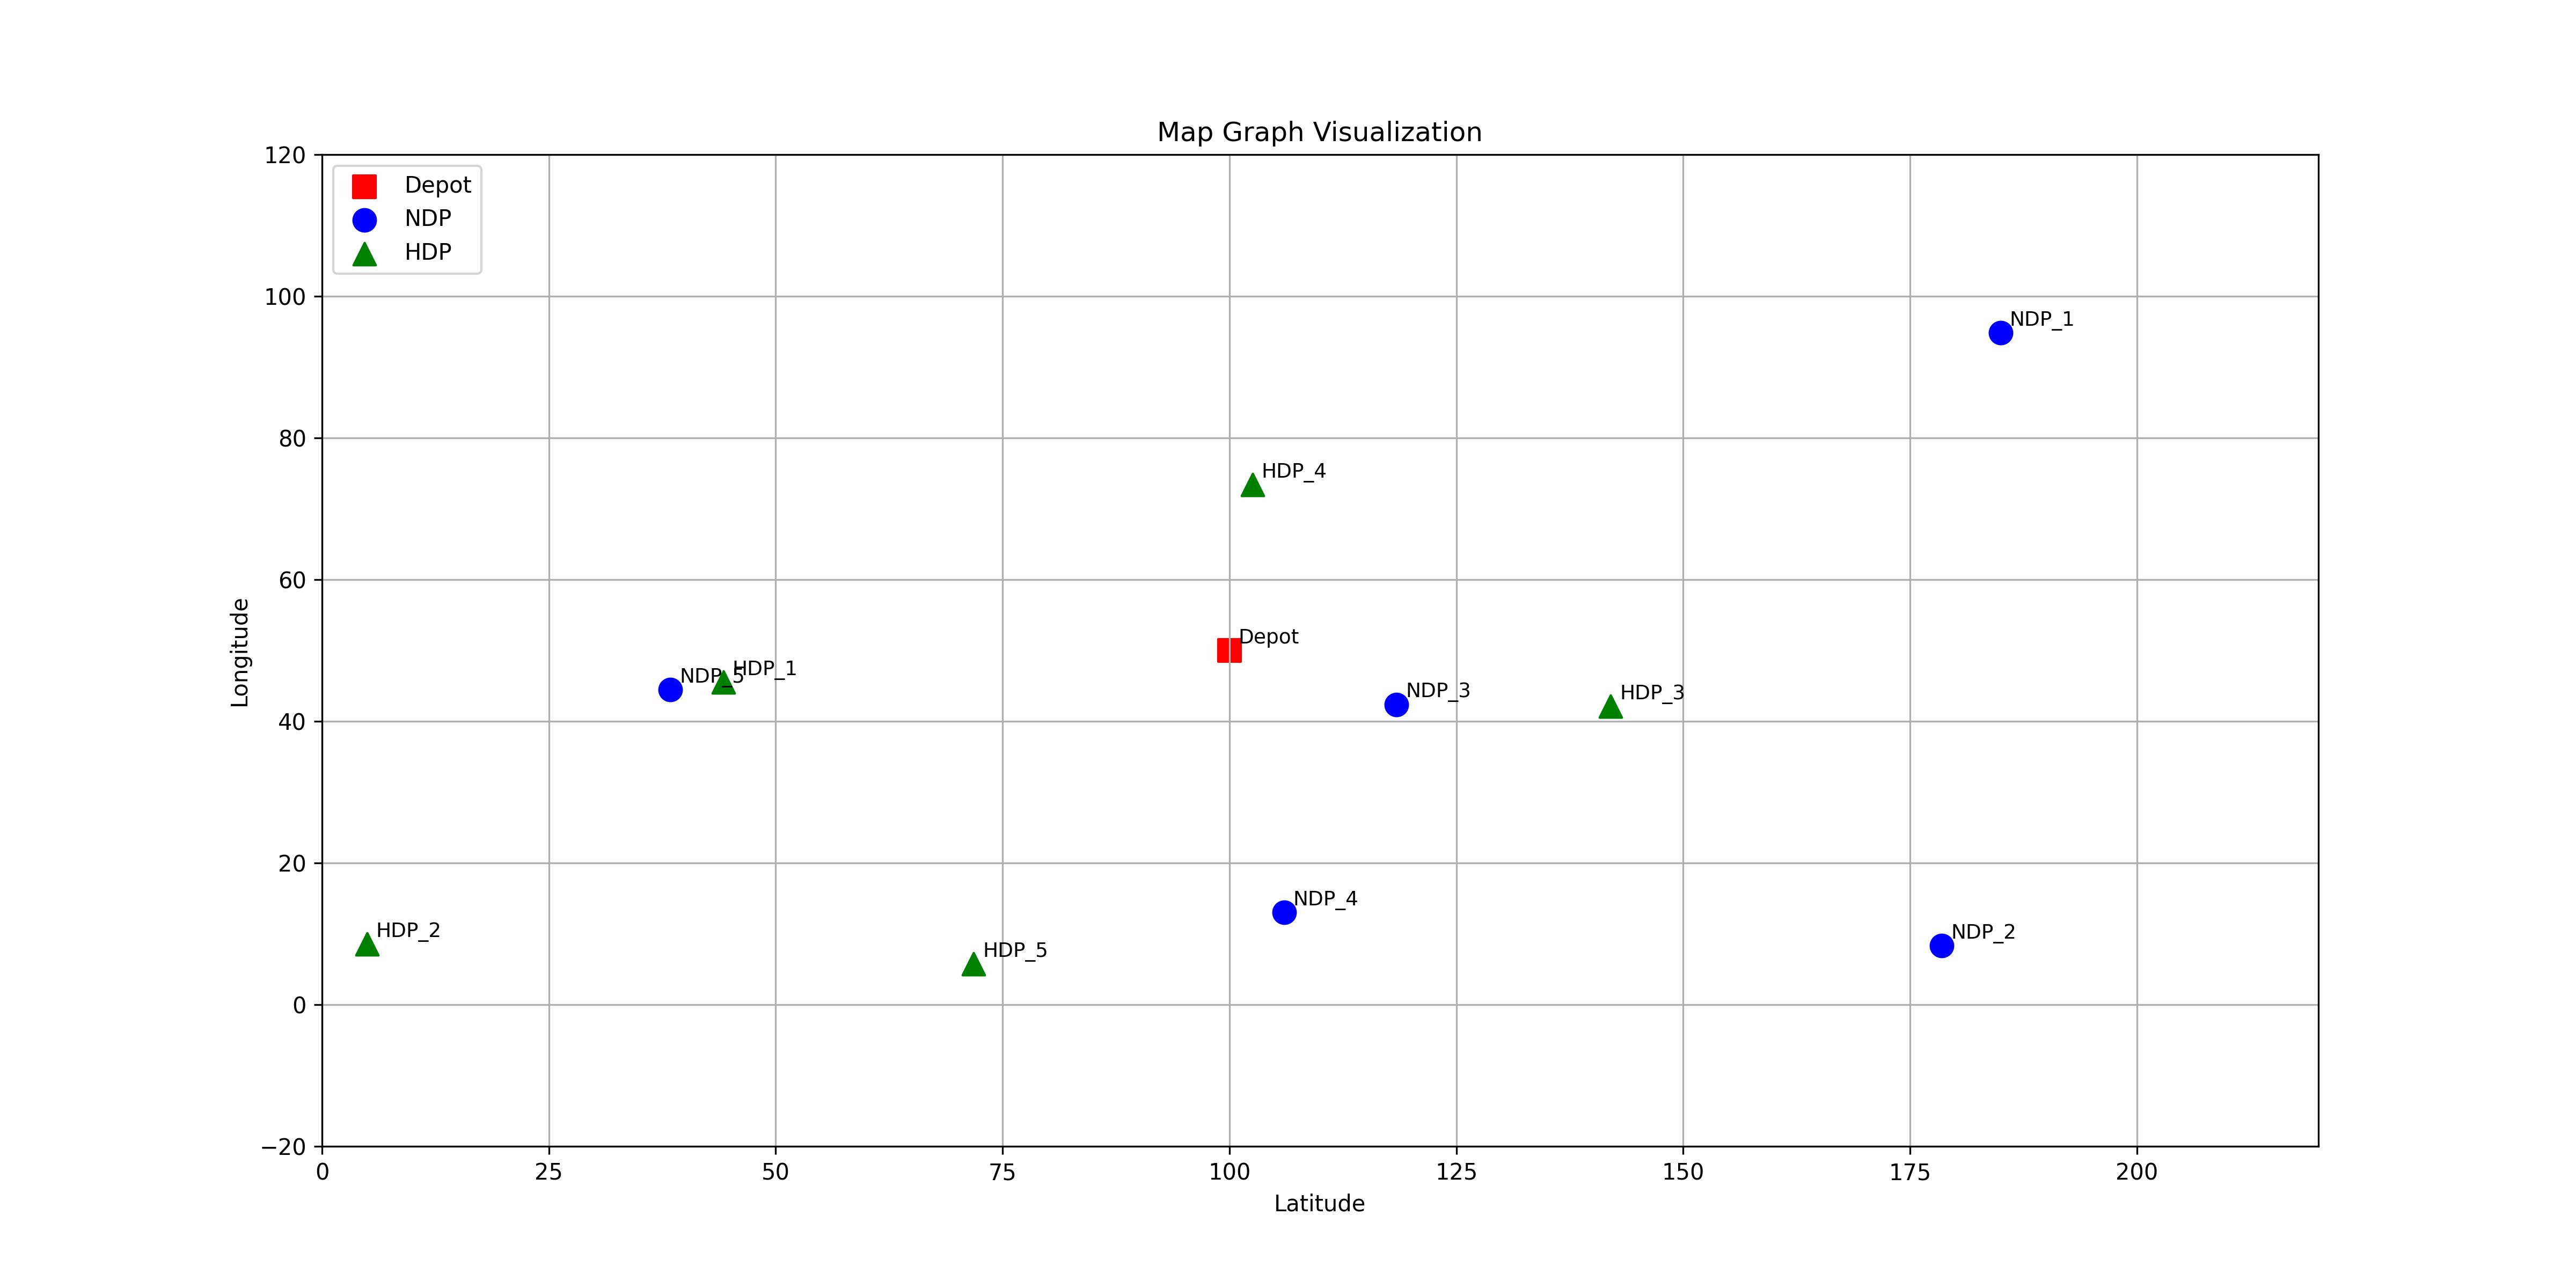 Map Graph Visualization
120
100
80
60
40
20
0
−20
Longitude
Depot
NDP
HDP
NDP_1
HDP_4
Depot
NDP_5
HDP_1
NDP_3
HDP_3
NDP_4
HDP_2
HDP_5
NDP_2
0 25 50 75 100 125 150 175 200
Latitude